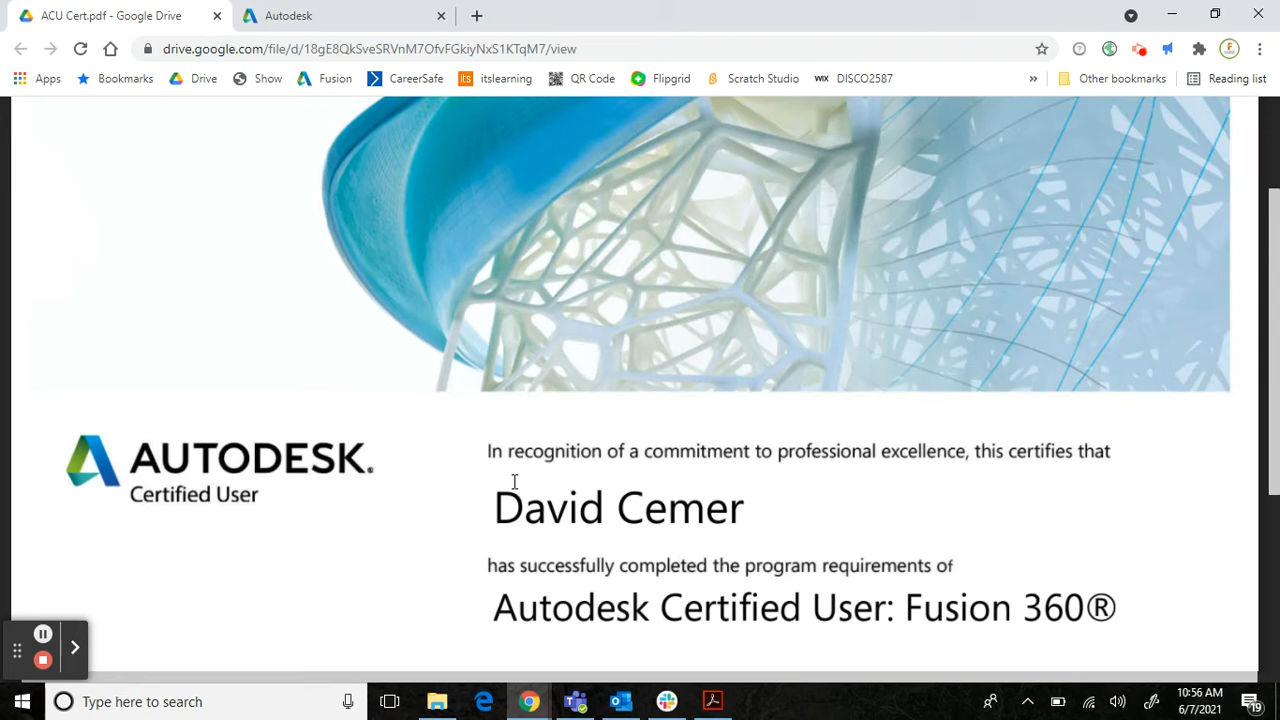 ACU Cert.pdf - Google Drive
Autodesk
drive.google.com/file/d/18gE8QkSveSRVnM7OfvFGkiyNxS1KTqM7/view
Apps Bookmarks Drive Show Fusion CareerSafe its itslearning QR Code Flipgrid Scratch Studio WIX DISCO2587 » Other bookmarks Reading list
In recognition of a commitment to professional excellence, this certifies that
AUTODESK.
Certified User
David Cemer
has successfully completed the program requirements of
Autodesk Certified User: Fusion 360®
Type here to search
10:56 AM
6/7/2021
19